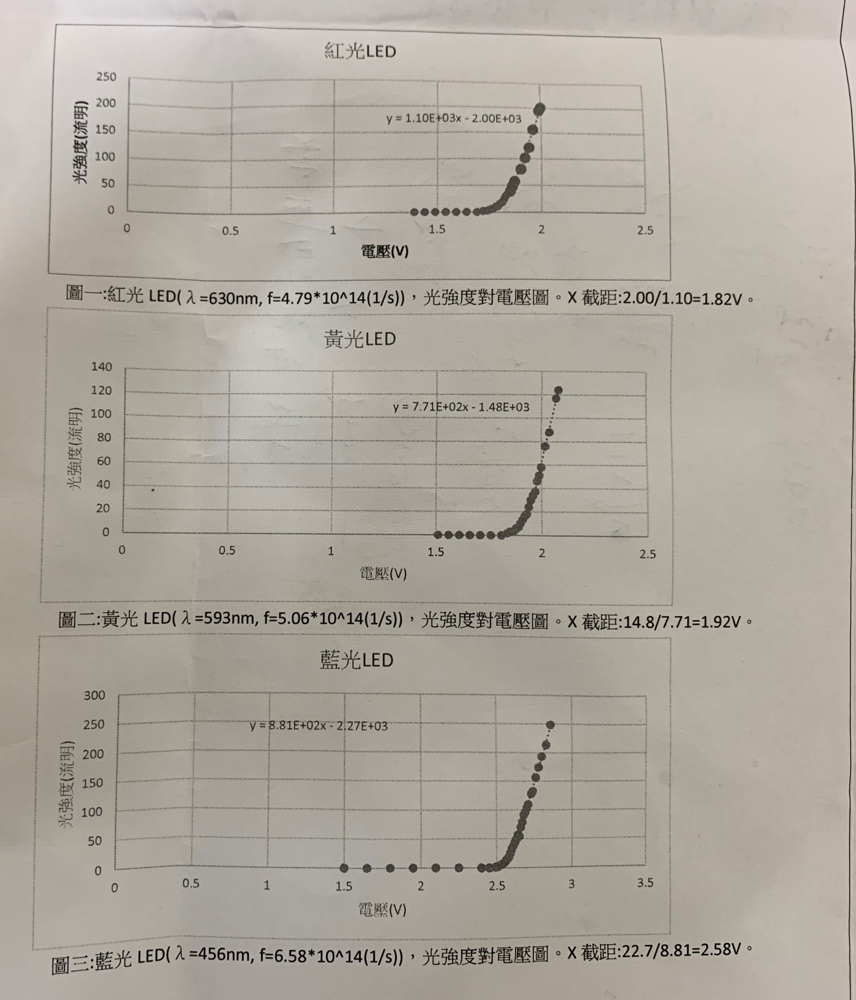 紅光LED
250
200
150
100
50
0
光強度(流明)
y = 1.10E+03x - 2.00E+03
0 0.5 1 1.5 2 2.5
電壓(V)
圖一:紅光 LED( λ =630nm, f=4.79*10^14(1/s))，光強度對電壓圖。X 截距:2.00/1.10=1.82V。
黃光LED
140
120
100
80
60
40
20
0
光強度(流明)
y = 7.71E+02x - 1.48E+03
0 0.5 1 1.5 2 2.5
電壓(V)
圖二:黃光 LED( λ =593nm, f=5.06*10^14(1/s))，光強度對電壓圖。X 截距:14.8/7.71=1.92V。
藍光LED
300
250
200
150
100
50
0
光強度(流明)
y = 8.81E+02x - 2.27E+03
0 0.5 1 1.5 2 2.5 3 3.5
電壓(V)
圖三:藍光 LED( λ =456nm, f=6.58*10^14(1/s))，光強度對電壓圖。X 截距:22.7/8.81=2.58V。